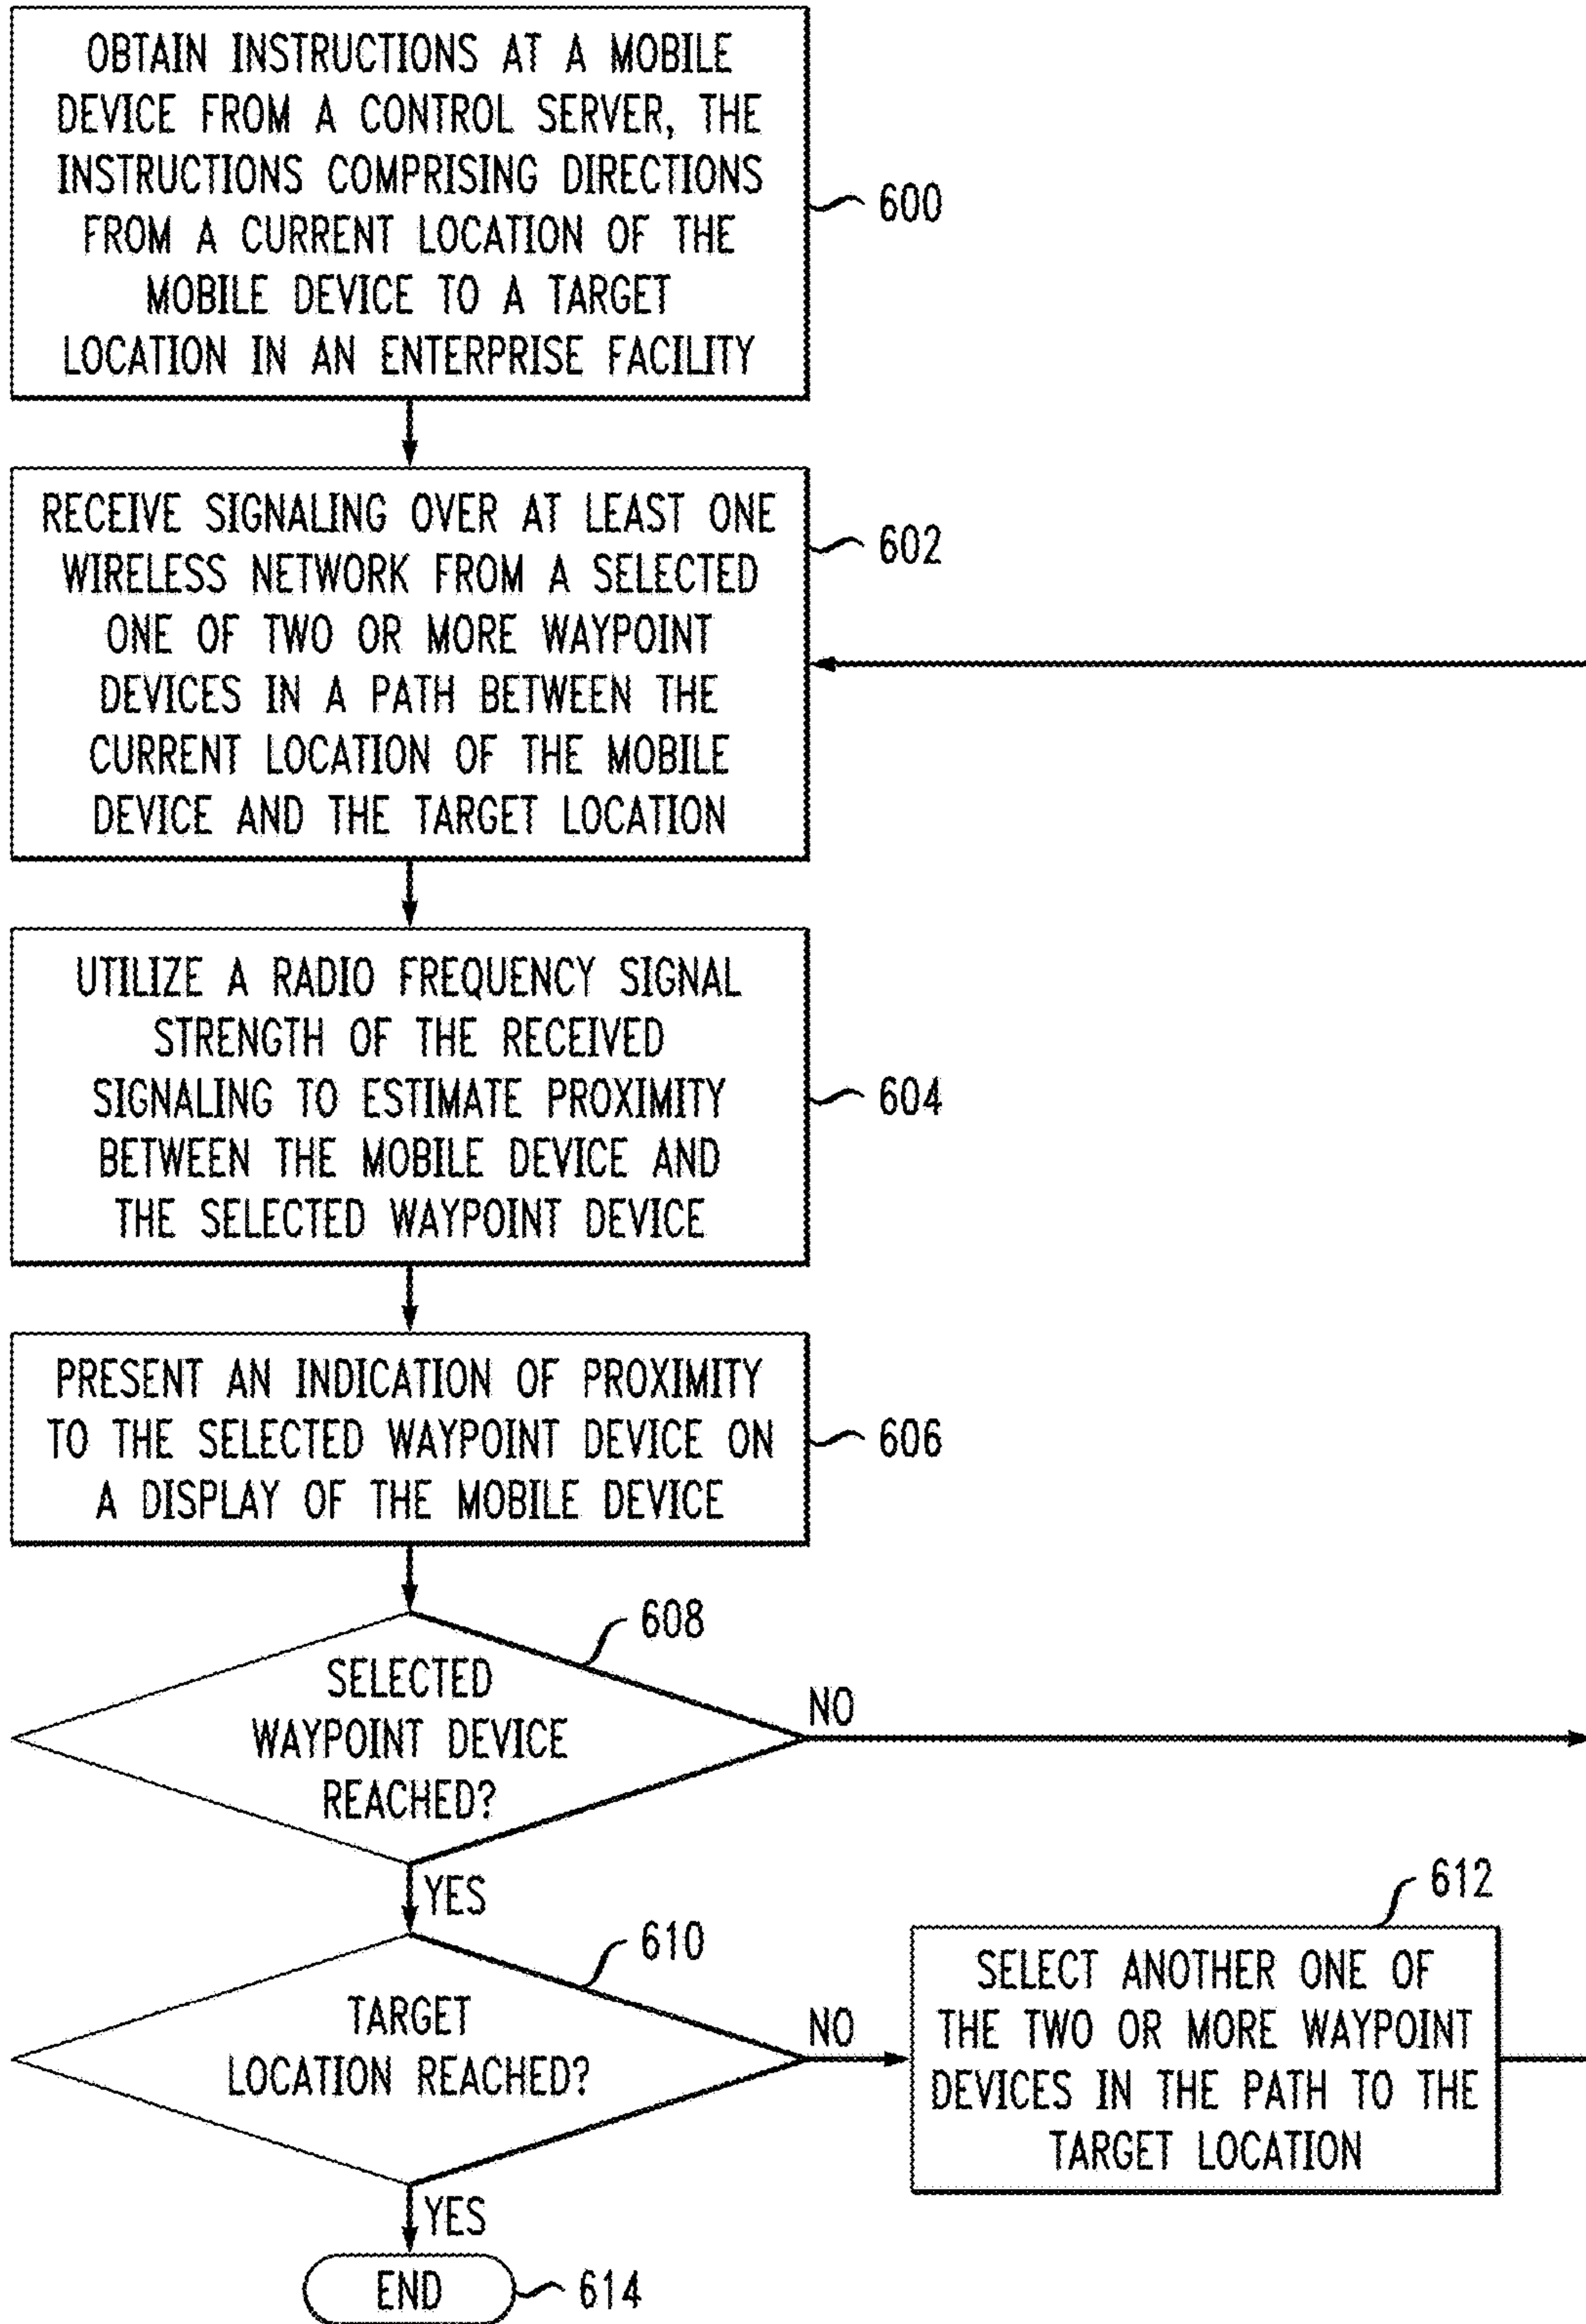 OBTAIN INSTRUCTIONS AT A MOBILE
DEVICE FROM A CONTROL SERVER, THE
INSTRUCTIONS COMPRISING DIRECTIONS
FROM A CURRENT LOCATION OF THE
MOBILE DEVICE TO A TARGET
LOCATION IN AN ENTERPRISE FACILITY
600
RECEIVE SIGNALING OVER AT LEAST ONE
WIRELESS NETWORK FROM A SELECTED
ONE OF TWO OR MORE WAYPOINT
DEVICES IN A PATH BETWEEN THE
CURRENT LOCATION OF THE MOBILE
DEVICE AND THE TARGET LOCATION
602
UTILIZE A RADIO FREQUENCY SIGNAL
STRENGTH OF THE RECEIVED
SIGNALING TO ESTIMATE PROXIMITY
BETWEEN THE MOBILE DEVICE AND
THE SELECTED WAYPOINT DEVICE
604
PRESENT AN INDICATION OF PROXIMITY
TO THE SELECTED WAYPOINT DEVICE ON
A DISPLAY OF THE MOBILE DEVICE
606
608
SELECTED
WAYPOINT DEVICE
REACHED?
NO
YES
610
TARGET
LOCATION REACHED?
NO
612
SELECT ANOTHER ONE OF
THE TWO OR MORE WAYPOINT
DEVICES IN THE PATH TO THE
TARGET LOCATION
YES
END
614